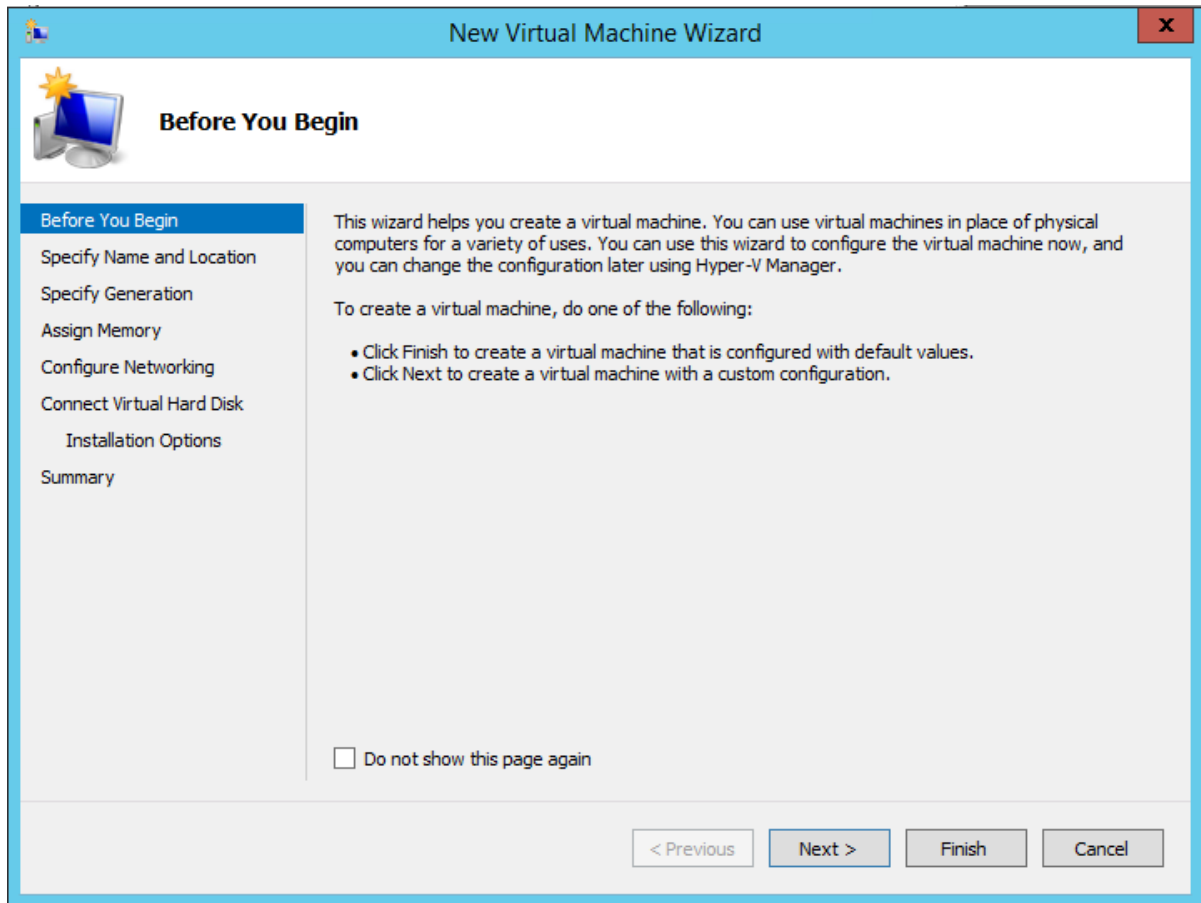 New Virtual Machine Wizard
x
Before You Begin
Before You Begin
Specify Name and Location
Specify Generation
Assign Memory
Configure Networking
Connect Virtual Hard Disk
Installation Options
Summary
This wizard helps you create a virtual machine. You can use virtual machines in place of physical
computers for a variety of uses. You can use this wizard to configure the virtual machine now, and
you can change the configuration later using Hyper-V Manager.
To create a virtual machine, do one of the following:
• Click Finish to create a virtual machine that is configured with default values.
• Click Next to create a virtual machine with a custom configuration.
Do not show this page again
< Previous
Next >
Finish
Cancel